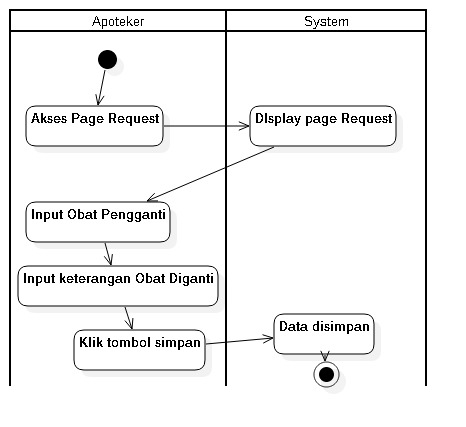 Apoteker
System
Akses Page Request
DIsplay page Request
Input Obat Pengganti
Input keterangan Obat Diganti
Klik tombol simpan
Data disimpan